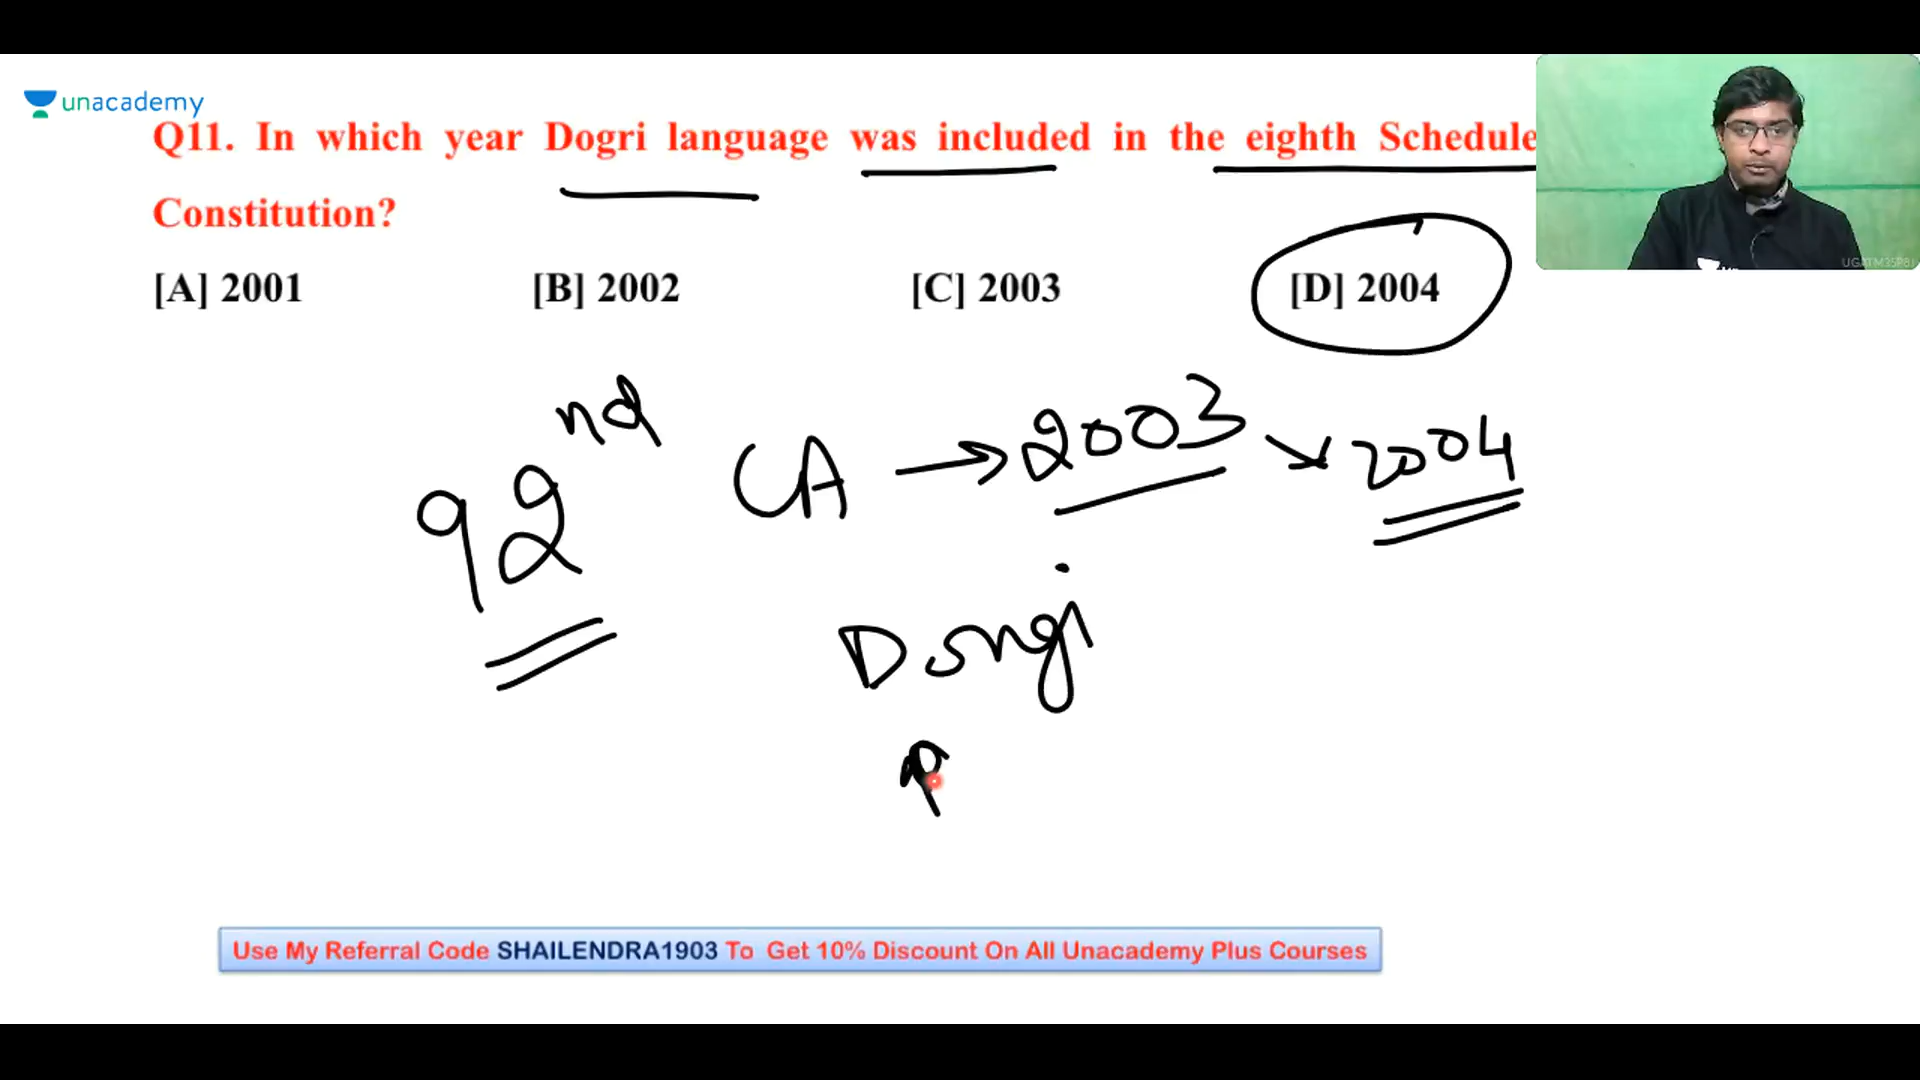 unacademy
Q11. In which year Dogri language was included in the eighth Schedule
Constitution?
[A] 2001 [B] 2002 [C] 2003 [D] 2004
92nd CA → 2003 2004
Dongi
Use My Referral Code SHAILENDRA1903 To Get 10% Discount On All Unacademy Plus Courses